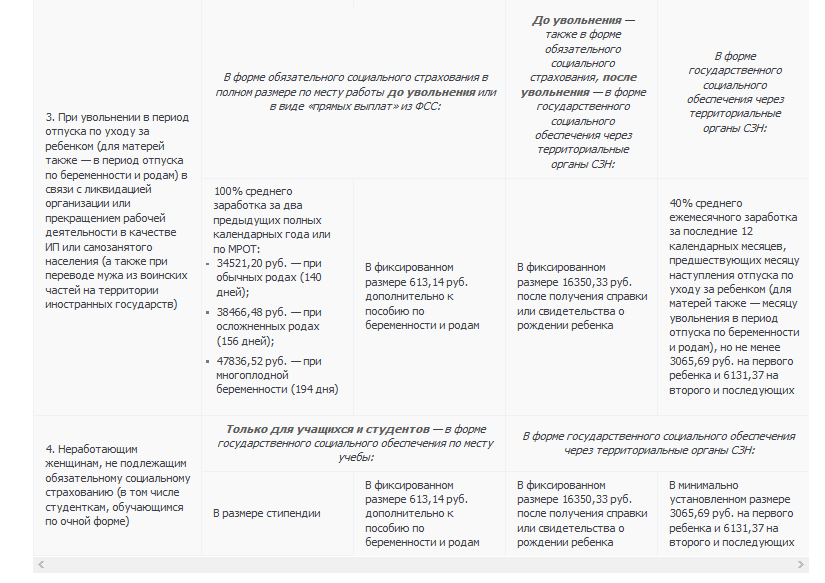 3. При увольнении в период
отпуска по уходу за
ребенком (для матерей
также — в период отпуска
по беременности и родам) в
связи с ликвидацией
организации или
прекращением рабочей
деятельности в качестве
ИП или самозанятого
населения (а также при
переводе мужа из воинских
частей на территории
иностранных государств)
В форме обязательного социального страхования в
полном размере по месту работы до увольнения или
в виде «прямых выплат» из ФСС:
До увольнения —
также в форме
обязательного
социального
страхования, после
увольнения — в форме
государственного
социального
обеспечения через
территориальные
органы СЗН:
В форме
государственного
социального
обеспечения через
территориальные
органы СЗН:
100% среднего
заработка за два
предыдущих полных
календарных года или
по МРОТ:
▪ 34521,20 руб. — при
обычных родах (140
дней);
▪ 38466,48 руб. — при
осложненных родах
(156 дней);
▪ 47836,52 руб. — при
многоплодной
беременности (194 дня)
В фиксированном
размере 613,14 руб.
дополнительно к
пособию по
беременности и родам
В фиксированном
размере 16350,33 руб.
после получения справки
или свидетельства о
рождении ребенка
40% среднего
ежемесячного заработка
за последние 12
календарных месяцев,
предшествующих месяцу
наступления отпуска по
уходу за ребенком (для
матерей также — месяцу
увольнения в период
отпуска по беременности
и родам), но не менее
3065,69 руб. на первого
ребенка и 6131,37 на
второго и последующих
4. Неработающим
женщинам, не подлежащим
обязательному социальному
страхованию (в том числе
студенткам, обучающимся
по очной форме)
Только для учащихся и студентов — в форме
государственного социального обеспечения по месту
учебы:
В форме государственного социального обеспечения
через территориальные органы СЗН:
В размере стипендии
В фиксированном
размере 613,14 руб.
дополнительно к
пособию по
беременности и родам
В фиксированном
размере 16350,33 руб.
после получения справки
или свидетельства о
рождении ребенка
В минимально
установленном размере
3065,69 руб. на первого
ребенка и 6131,37 на
второго и последующих